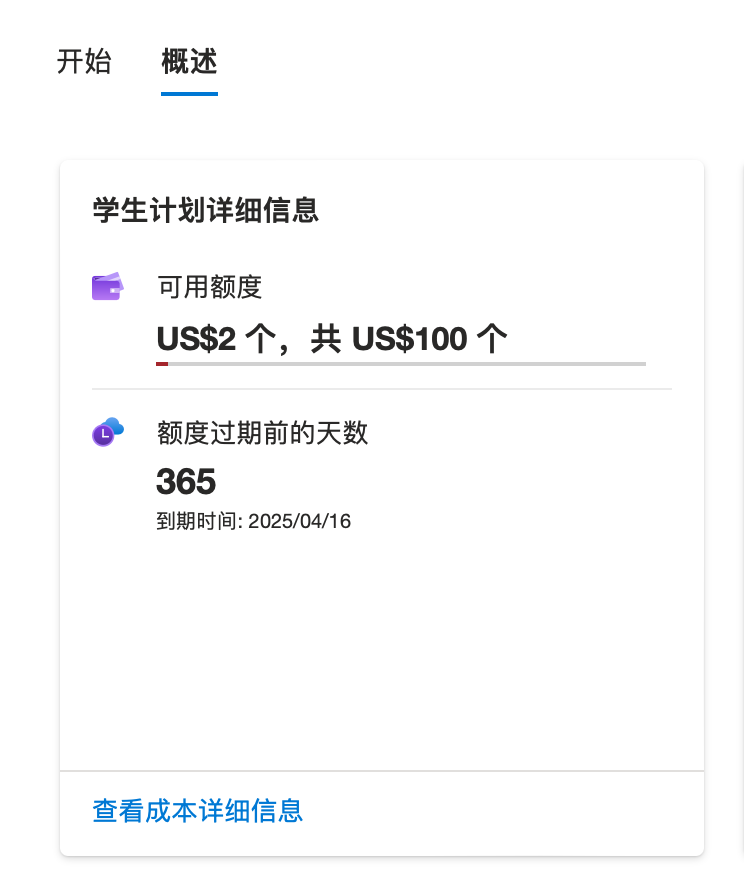 开始 概述
学生计划详细信息
可用额度
US$2 个，共 US$100 个
额度过期前的天数
365
到期时间: 2025/04/16
查看成本详细信息